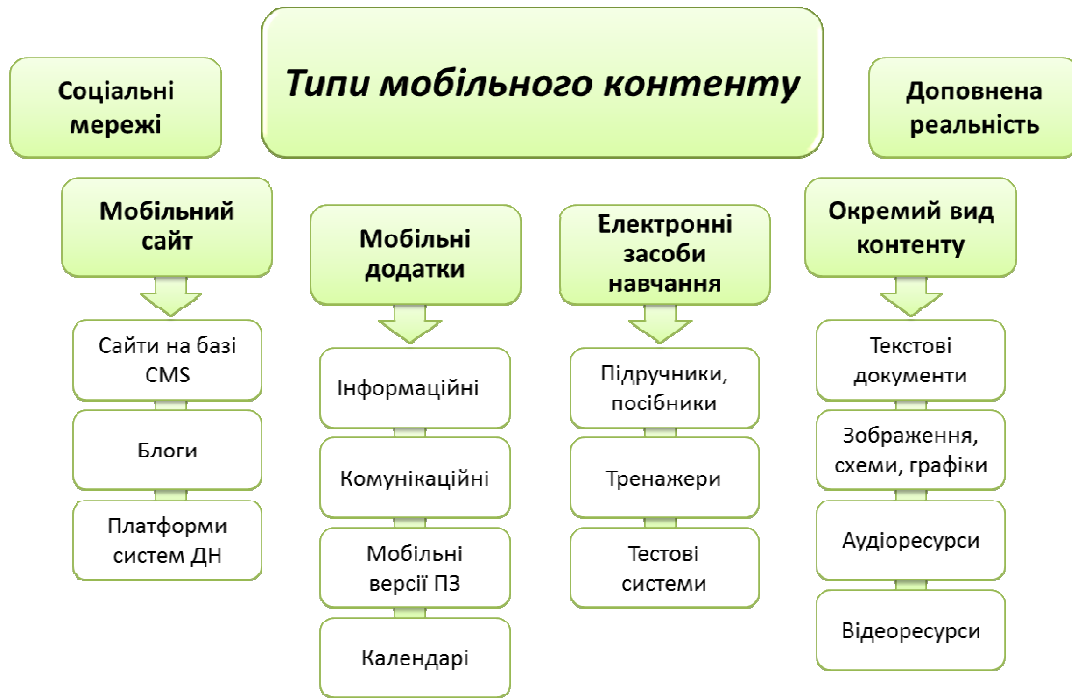 Типи мобільного контенту
Соціальні
мережі
Доповнена
реальність
Мобільний
сайт
Сайти на базі
CMS
Блоги
Платформи
систем ДН
Мобільні
додатки
Інформаційні
Комунікаційні
Мобільні
версії ПЗ
Календарі
Електронні
засоби
навчання
Підручники,
посібники
Тренажери
Тестові
системи
Окремий вид
контенту
Текстові
документи
Зображення,
схеми, графіки
Аудіоресурси
Відеоресурси